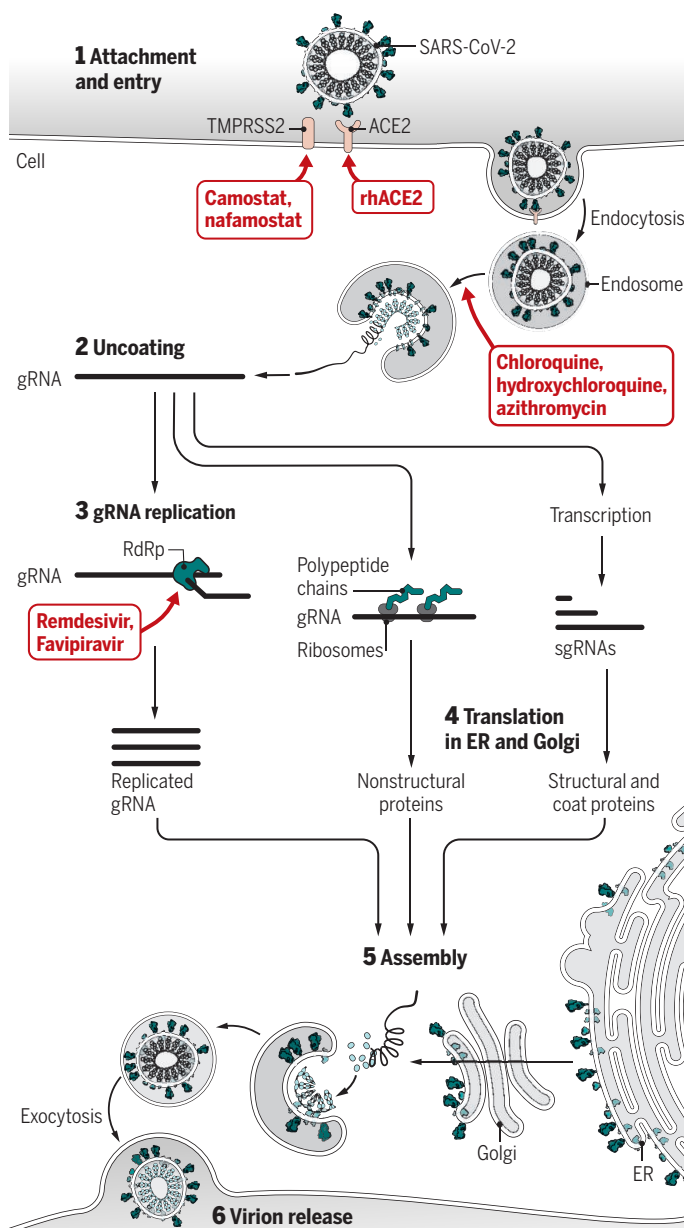 1 Attachment
and entry
SARS-CoV-2
TMPRSS2
ACE2
Cell
Camostat,
nafamostat
rhACE2
Endocytosis
Endosome
2 Uncoating
gRNA
Chloroquine,
hydroxychloroquine,
azithromycin
3 gRNA replication
RdRp
gRNA
Remdesivir,
Favipiravir
Polypeptide
chains
gRNA
Ribosomes
Transcription
sgRNAs
4 Translation
in ER and Golgi
Replicated
gRNA
Nonstructural
proteins
Structural and
coat proteins
5 Assembly
Exocytosis
Golgi
ER
6 Virion release